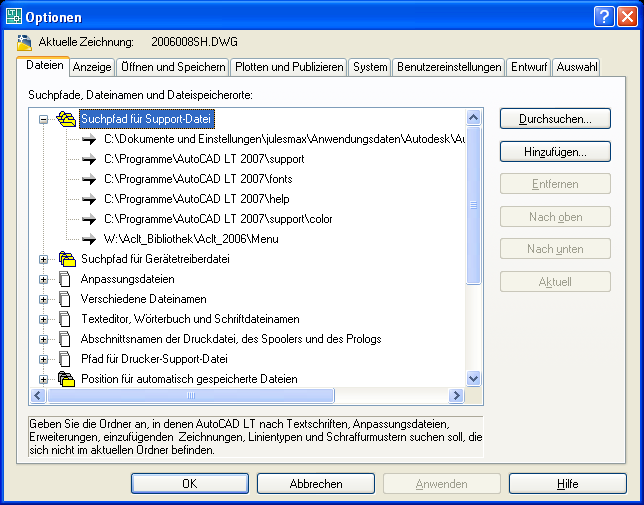 Optionen
Aktuelle Zeichnung: 2006008SH.DWG
Dateien Anzeige Öffnen und Speichern Plotten und Publizieren System Benutzereinstellungen Entwurf Auswahl
Suchpfade, Dateinamen und Dateispeicherorte:
Suchpfad für Support-Datei
C:\Dokumente und Einstellungen\julesmax\Anwendungsdaten\Autodesk\Au
C:\Programme\AutoCAD LT 2007\support
C:\Programme\AutoCAD LT 2007\fonts
C:\Programme\AutoCAD LT 2007\help
C:\Programme\AutoCAD LT 2007\support\color
W:\Aclt_Bibliothek\Aclt_2006\Menu
Suchpfad für Gerätetreiberdatei
Anpassungsdateien
Verschiedene Dateinamen
Texteditor, Wörterbuch und Schriftdateinamen
Abschnittsnamen der Druckdatei, des Spoolers und des Prologs
Pfad für Drucker-Support-Datei
Position für automatisch gespeicherte Dateien
Durchsuchen...
Hinzufügen...
Entfernen
Nach oben
Nach unten
Aktuell
Geben Sie die Ordner an, in denen AutoCAD LT nach Textschriften, Anpassungsdateien,
Erweiterungen, einzufügenden Zeichnungen, Linientypen und Schraffurmustern suchen soll, die
sich nicht im aktuellen Ordner befinden.
OK Abbrechen Anwenden Hilfe